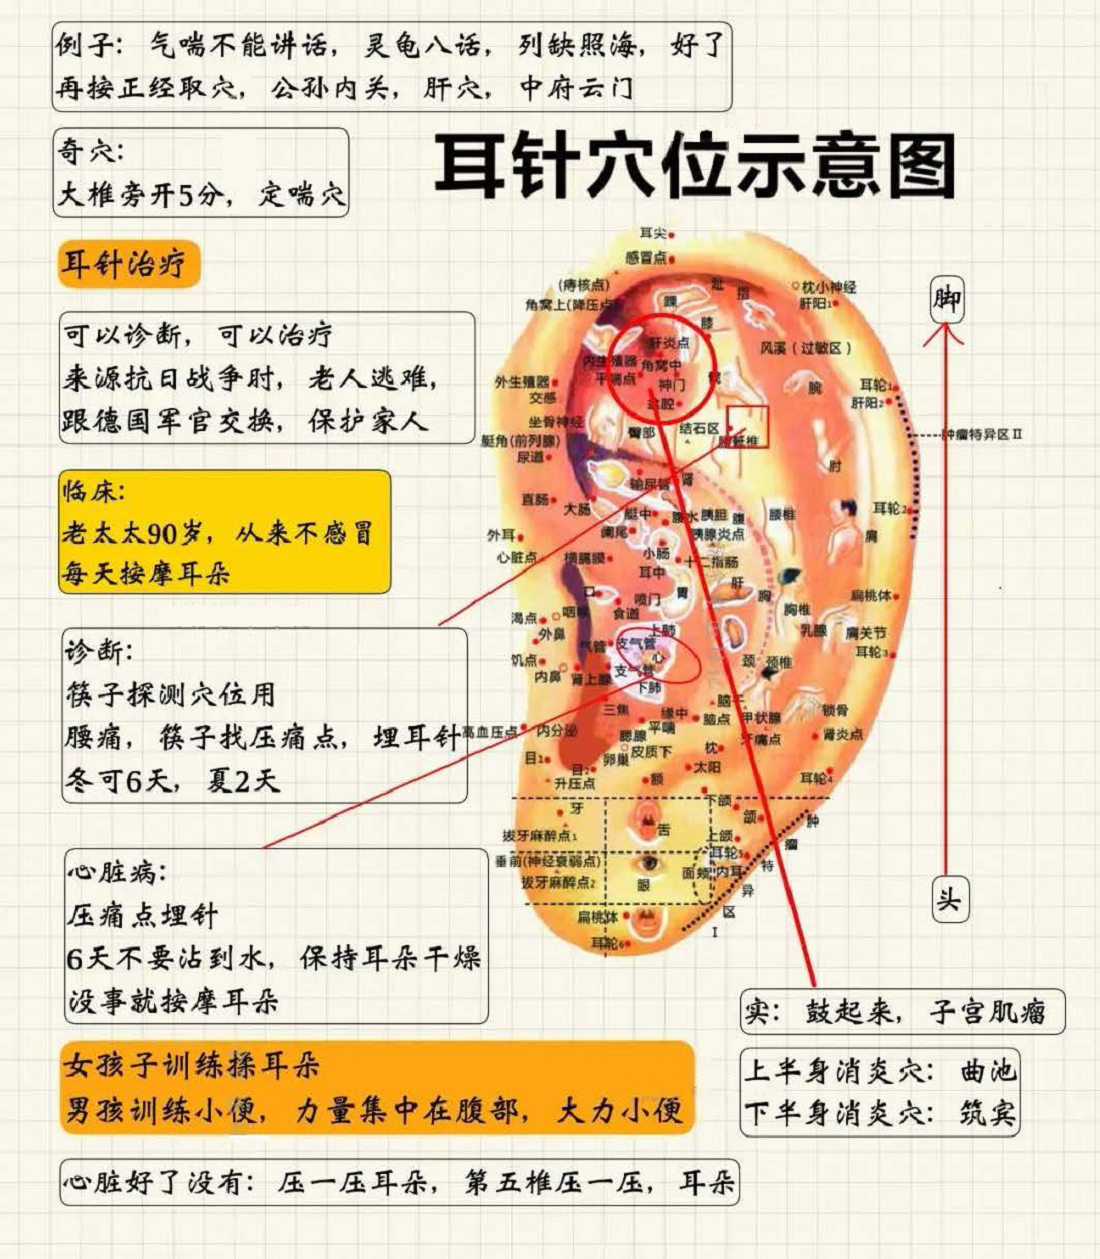 例子：气喘不能讲话，灵龟八话，列缺照海，好了
再按正经取穴，公孙内关，肝穴，中府云门
奇穴：
大椎旁开5分，定喘穴
耳针穴位示意图
耳针治疗
可以诊断，可以治疗
来源抗日战争时，老人逃难，
跟德国军官交换，保护家人
临床：
老太太90岁，从来不感冒
每天按摩耳朵
诊断：
筷子探测穴位用
腰痛，筷子找压痛点，埋耳针
冬可6天，夏2天
心脏病：
压痛点埋针
6天不要沾到水，保持耳朵干燥
没事就按摩耳朵
女孩子训练揉耳朵
男孩训练小便，力量集中在腹部，大力小便
心脏好了没有：压一压耳朵，第五椎压一压，耳朵
耳尖
感冒点
(痔核点)
角窝上(降压点)
踝
趾
指
枕小神经
肝阳1
膝
风溪（过敏区）
肝炎点
内生殖器
角窝中
平喘点
神门
盆腔
髋
腕
外生殖器
交感
耳轮1
肝阳2
坐骨神经
臀部
结石区
腰骶椎
肿瘤特异区 II
艇角(前列腺)
尿道
肘
输尿管
肾
直肠
大肠
艇中
腹水
胰胆
腹
腰椎
耳轮2
外耳
阑尾
胰腺炎点
肩
心脏点
横膈膜
小肠
十二指肠
耳中
肝
口
喷门
胃
胸
胸椎
扁桃体
渴点
咽喉
食道
外鼻
上肺
乳腺
肩关节
气管
支气管
耳轮3
饥点
心
颈
颈椎
内鼻
肾上腺
支气管
下肺
三焦
缘中
脑干
脑点
甲状腺
锁骨
高血压点
内分泌
腮腺
平喘
牙痛点
肾炎点
皮质下
枕
目1
目2
卵巢
太阳
升压点
额
耳轮4
牙
下颌
颌
肿
瘤
特
异
区
I
拔牙麻醉点1
舌
上颌
耳轮5
垂前(神经衰弱点)
面颊
内耳
拔牙麻醉点2
眼
扁桃体
耳轮6
脚
头
实：鼓起来，子宫肌瘤
上半身消炎穴：曲池
下半身消炎穴：筑宾